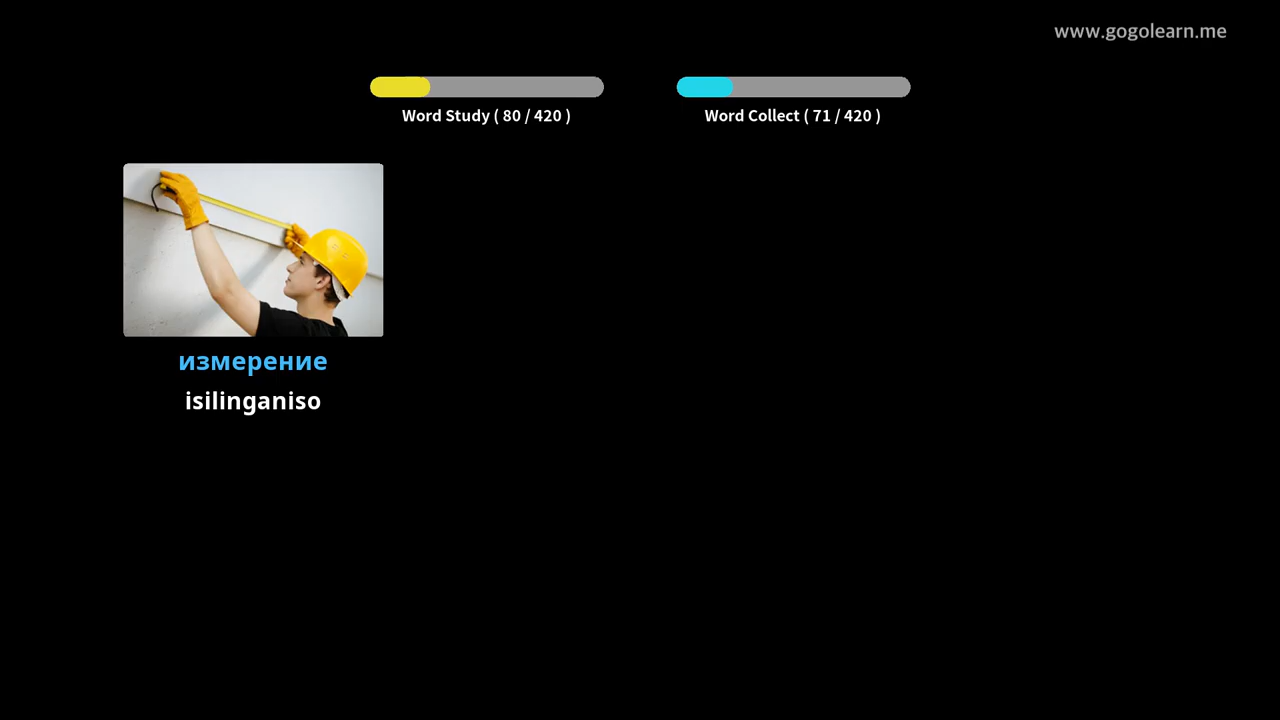 www.gogolearn.me
Word Study ( 80 / 420 )
Word Collect ( 71 / 420 )
измерение
isilinganiso